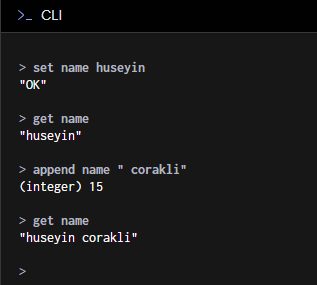 >_ CLI
> set name huseyin
"OK"
> get name
"huseyin"
> append name " corakli"
(integer) 15
> get name
"huseyin corakli"
>